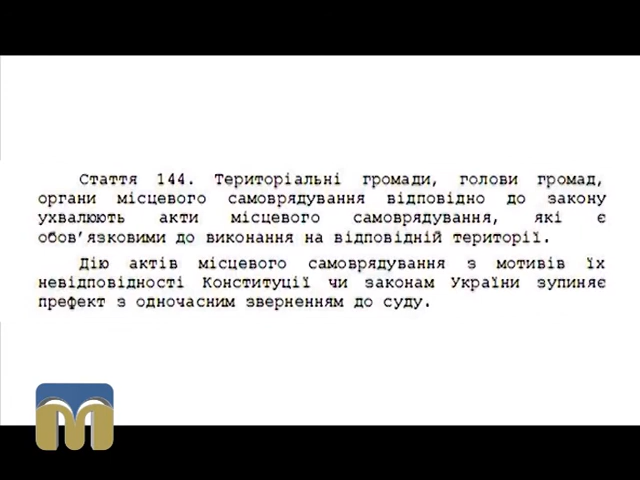 Стаття 144. Територіальні громади, голови громад,
органи місцевого самоврядування відповідно до закону
ухвалюють акти місцевого самоврядування, які є
обов’язковими до виконання на відповідній території.
Дію актів місцевого самоврядування з мотивів їх
невідповідності Конституції чи законам України зупиняє
префект з одночасним зверненням до суду.